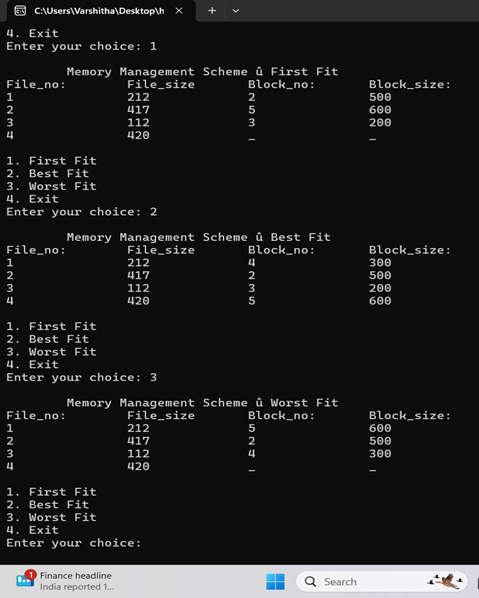 C:\Users\Varshitha\Desktop\h
4. Exit
Enter your choice: 1
Memory Management Scheme û First Fit
File_no: File_size Block_no: Block_size:
1 212 2 500
2 417 5 600
3 112 3 200
4 420 _ _
1. First Fit
2. Best Fit
3. Worst Fit
4. Exit
Enter your choice: 2
Memory Management Scheme û Best Fit
File_no: File_size Block_no: Block_size:
1 212 4 300
2 417 2 500
3 112 3 200
4 420 5 600
1. First Fit
2. Best Fit
3. Worst Fit
4. Exit
Enter your choice: 3
Memory Management Scheme û Worst Fit
File_no: File_size Block_no: Block_size:
1 212 5 600
2 417 2 500
3 112 4 300
4 420 _ _
1. First Fit
2. Best Fit
3. Worst Fit
4. Exit
Enter your choice:
1 Finance headline
India reported 1...
Search